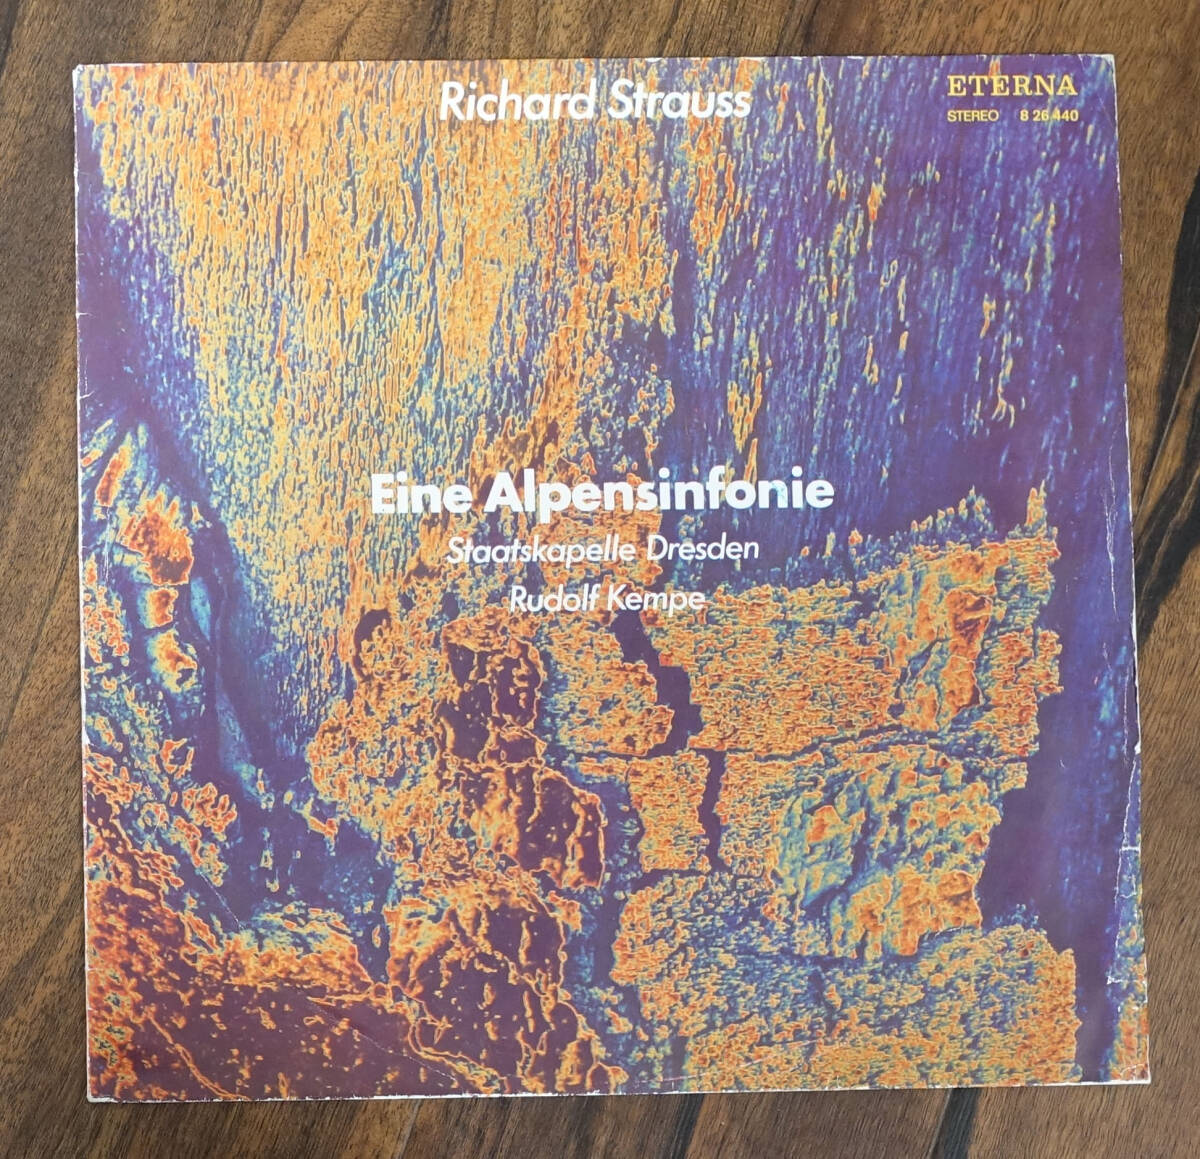 Richard Strauss
ETERNA
STEREO 8 26 440
Eine Alpensinfonie
Staatskapelle Dresden
Rudolf Kempe